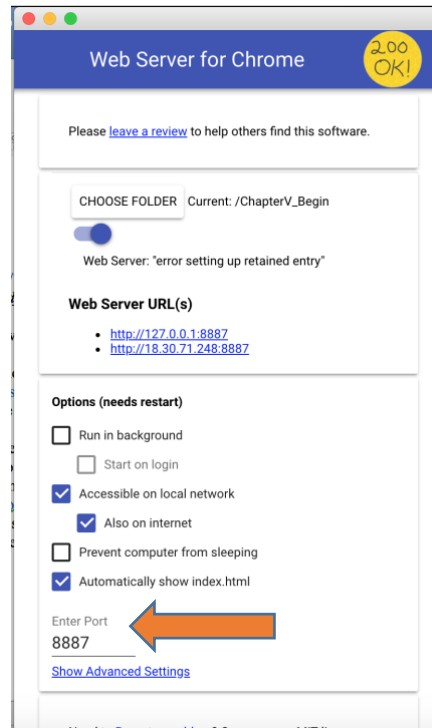 Web Server for Chrome
200
OK!
Please leave a review to help others find this software.
CHOOSE FOLDER Current: /ChapterV_Begin
Web Server: "error setting up retained entry"
Web Server URL(s)
http://127.0.0.1:8887
http://18.30.71.248:8887
Options (needs restart)
Run in background
Start on login
Accessible on local network
Also on internet
Prevent computer from sleeping
Automatically show index.html
Enter Port
8887
Show Advanced Settings